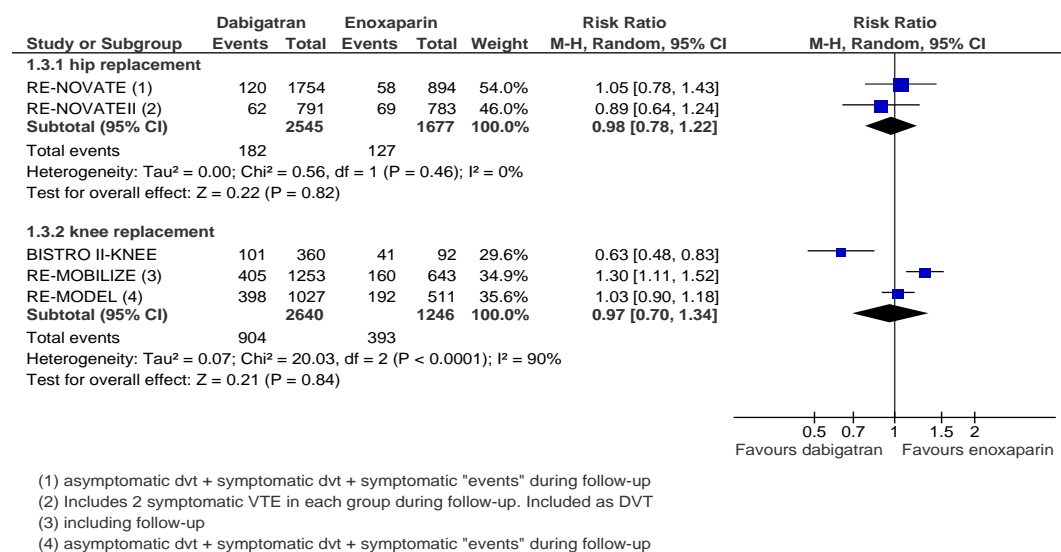 Dabigatran Enoxaparin Risk Ratio Risk Ratio
Study or Subgroup Events Total Events Total Weight M-H, Random, 95% CI M-H, Random, 95% CI
1.3.1 hip replacement
RE-NOVATE (1) 120 1754 58 894 54.0% 1.05 [0.78, 1.43]
RE-NOVATEII (2) 62 791 69 783 46.0% 0.89 [0.64, 1.24]
Subtotal (95% CI) 2545 1677 100.0% 0.98 [0.78, 1.22]
Total events 182 127
Heterogeneity: Tau² = 0.00; Chi² = 0.56, df = 1 (P = 0.46); I² = 0%
Test for overall effect: Z = 0.22 (P = 0.82)
1.3.2 knee replacement
BISTRO II-KNEE 101 360 41 92 29.6% 0.63 [0.48, 0.83]
RE-MOBILIZE (3) 405 1253 160 643 34.9% 1.30 [1.11, 1.52]
RE-MODEL (4) 398 1027 192 511 35.6% 1.03 [0.90, 1.18]
Subtotal (95% CI) 2640 1246 100.0% 0.97 [0.70, 1.34]
Total events 904 393
Heterogeneity: Tau² = 0.07; Chi² = 20.03, df = 2 (P < 0.0001); I² = 90%
Test for overall effect: Z = 0.21 (P = 0.84)
0.5 0.7 1 1.5 2
Favours dabigatran Favours enoxaparin
(1) asymptomatic dvt + symptomatic dvt + symptomatic "events" during follow-up
(2) Includes 2 symptomatic VTE in each group during follow-up. Included as DVT
(3) including follow-up
(4) asymptomatic dvt + symptomatic dvt + symptomatic "events" during follow-up